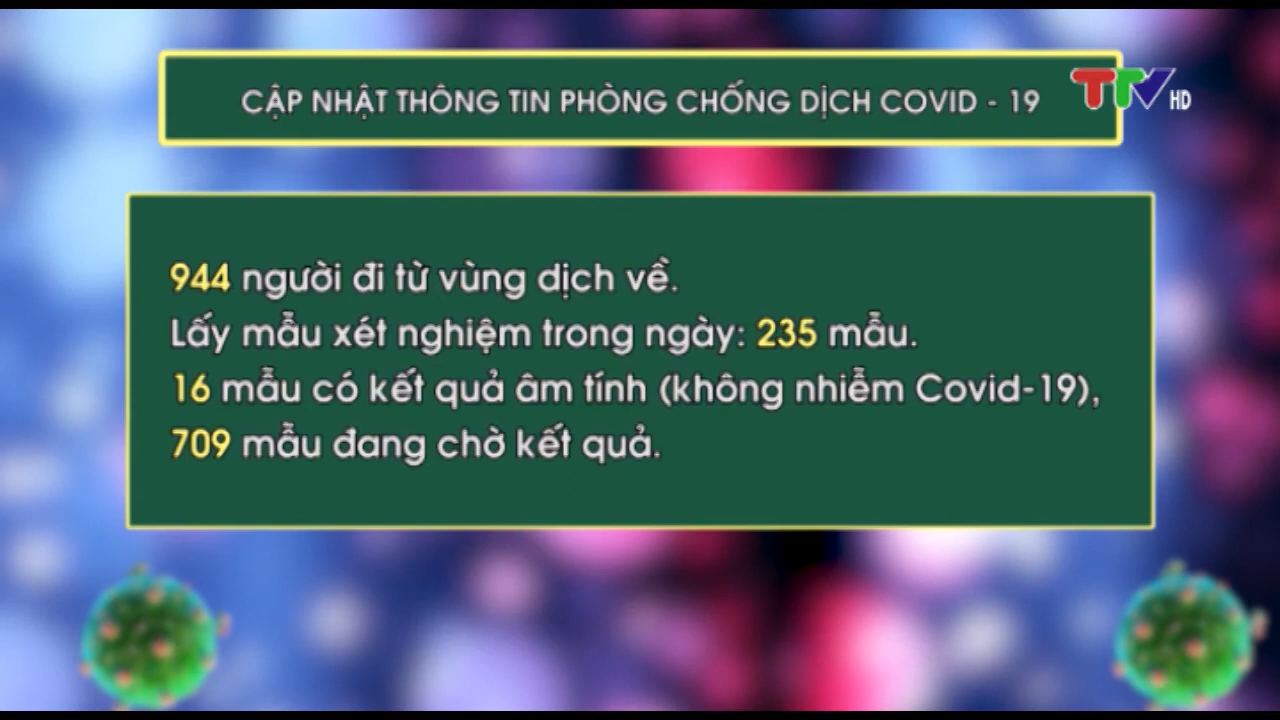 CẬP NHẬT THÔNG TIN PHÒNG CHỐNG DỊCH COVID - 19
TTV HD
944 người đi từ vùng dịch về.
Lấy mẫu xét nghiệm trong ngày: 235 mẫu.
16 mẫu có kết quả âm tính (không nhiễm Covid-19),
709 mẫu đang chờ kết quả.